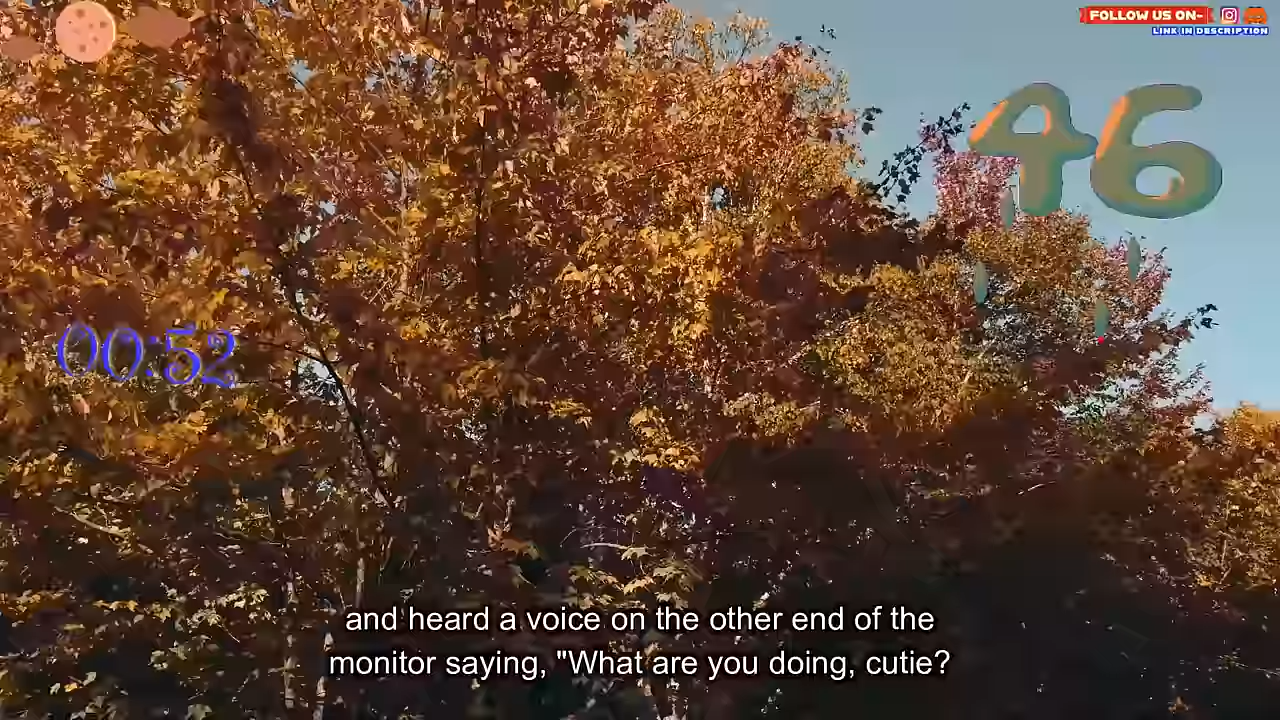 FOLLOW US ON-
LINK IN DESCRIPTION
46
00:52
and heard a voice on the other end of the
monitor saying, "What are you doing, cutie?